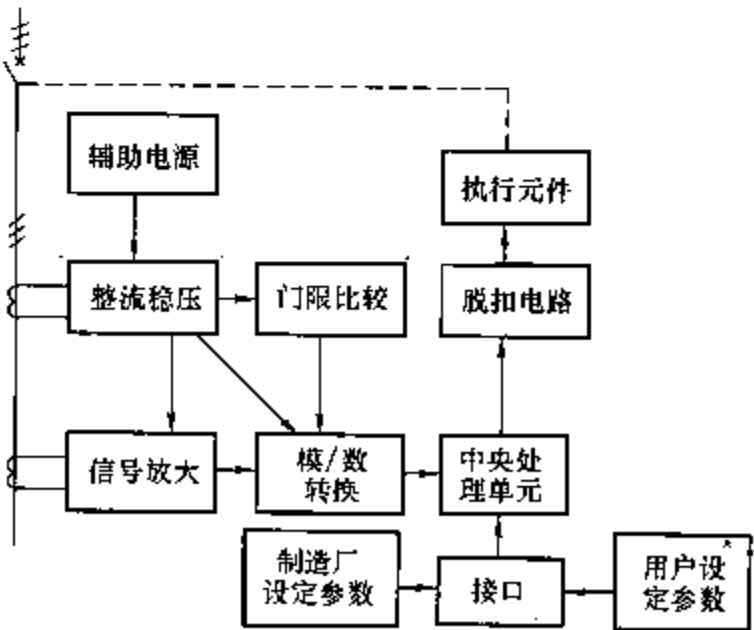 辅助电源
执行元件
整流稳压
门限比较
脱扣电路
信号放大
模/数
转换
中央处
理单元
制造厂
设定参数
接口
用户设
定参数